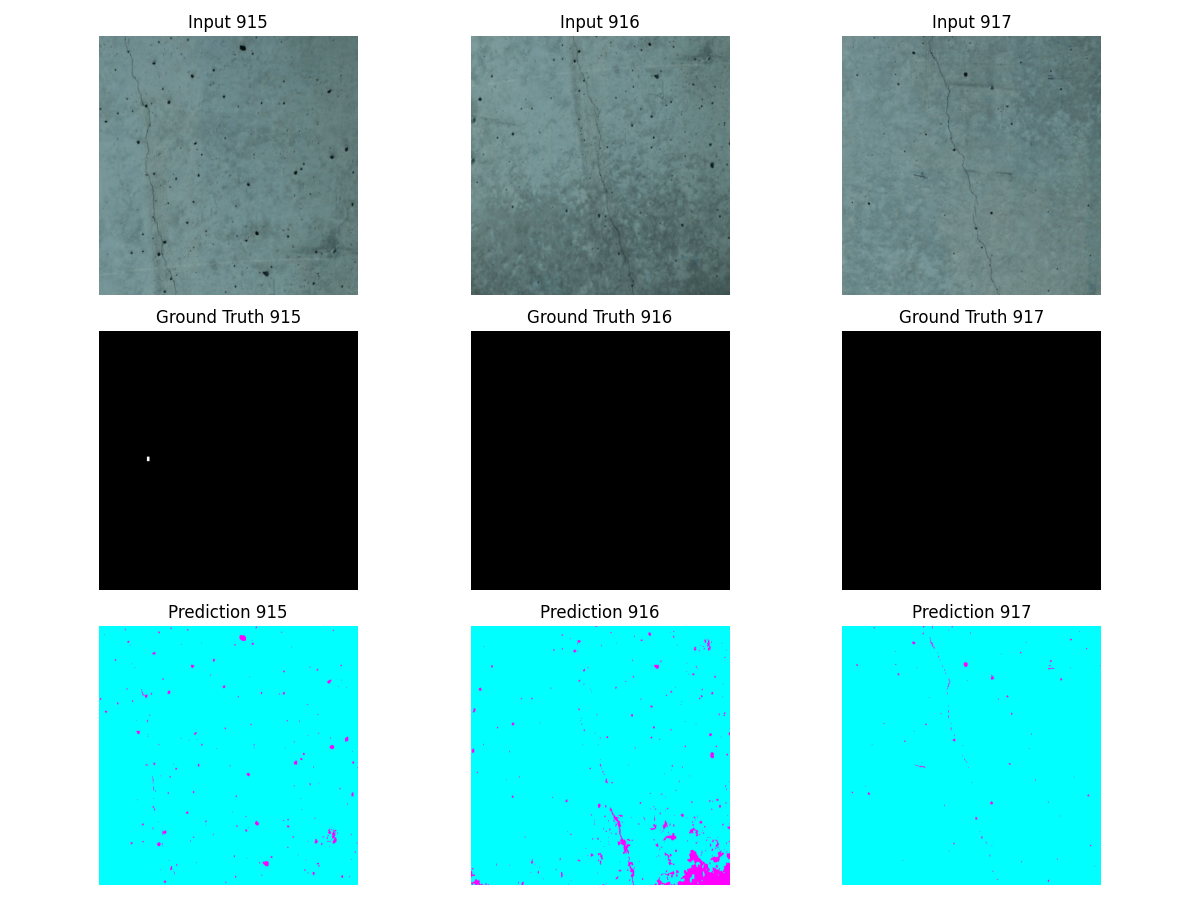 Input 915
Input 916
Input 917
Ground Truth 915
Ground Truth 916
Ground Truth 917
Prediction 915
Prediction 916
Prediction 917